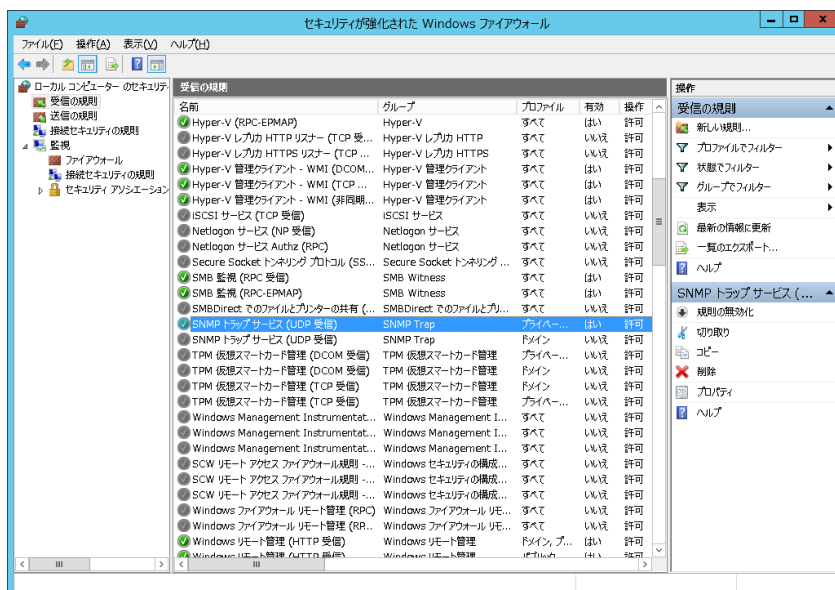 セキュリティが強化された Windows ファイアウォール
ファイル(F) 操作(A) 表示(V) ヘルプ(H)
ローカル コンピューター のセキュリテ
受信の規則
送信の規則
接続セキュリティの規則
監視
ファイアウォール
接続セキュリティの規則
セキュリティ アソシエーション
受信の規則
名前 グループ プロファイル 有効 操作
Hyper-V (RPC-EPMAP) Hyper-V すべて はい 許可
Hyper-V レプリカ HTTP リスナー (TCP 受... Hyper-V レプリカ HTTP すべて いいえ 許可
Hyper-V レプリカ HTTPS リスナー (TCP ... Hyper-V レプリカ HTTPS すべて いいえ 許可
Hyper-V 管理クライアント - WMI (DCOM... Hyper-V 管理クライアント すべて はい 許可
Hyper-V 管理クライアント - WMI (TCP ... Hyper-V 管理クライアント すべて はい 許可
Hyper-V 管理クライアント - WMI (非同期... Hyper-V 管理クライアント すべて はい 許可
iSCSI サービス (TCP 受信) iSCSI サービス すべて いいえ 許可
Netlogon サービス (NP 受信) Netlogon サービス すべて いいえ 許可
Netlogon サービス Authz (RPC) Netlogon サービス すべて いいえ 許可
Secure Socket トンネリング プロトコル (SS... Secure Socket トンネリング ... すべて いいえ 許可
SMB 監視 (RPC 受信) SMB Witness すべて はい 許可
SMB 監視 (RPC-EPMAP) SMB Witness すべて はい 許可
SMBDirect でのファイルとプリンターの共有 (... SMBDirect でのファイルとプリ... すべて いいえ 許可
SNMP トラップ サービス (UDP 受信) SNMP Trap プライベー... はい 許可
SNMP トラップ サービス (UDP 受信) SNMP Trap ドメイン いいえ 許可
TPM 仮想スマートカード管理 (DCOM 受信) TPM 仮想スマートカード管理 プライベー... いいえ 許可
TPM 仮想スマートカード管理 (DCOM 受信) TPM 仮想スマートカード管理 ドメイン いいえ 許可
TPM 仮想スマートカード管理 (TCP 受信) TPM 仮想スマートカード管理 ドメイン いいえ 許可
TPM 仮想スマートカード管理 (TCP 受信) TPM 仮想スマートカード管理 プライベー... いいえ 許可
Windows Management Instrumentat... Windows Management I... すべて いいえ 許可
Windows Management Instrumentat... Windows Management I... すべて いいえ 許可
Windows Management Instrumentat... Windows Management I... すべて いいえ 許可
SCW リモート アクセス ファイアウォール規則 -... Windows セキュリティの構成... すべて いいえ 許可
SCW リモート アクセス ファイアウォール規則 -... Windows セキュリティの構成... すべて いいえ 許可
SCW リモート アクセス ファイアウォール規則 -... Windows セキュリティの構成... すべて いいえ 許可
Windows ファイアウォール リモート管理 (RPC) Windows ファイアウォール リモ... すべて いいえ 許可
Windows ファイアウォール リモート管理 (RP... Windows ファイアウォール リモ... すべて いいえ 許可
Windows リモート管理 (HTTP 受信) Windows リモート管理 ドメイン, プ... はい 許可
Windows リモート管理 (HTTP 受信) Windows リモート管理 パブリック はい 許可
操作
受信の規則
新しい規則...
プロファイルでフィルター
状態でフィルター
グループでフィルター
表示
最新の情報に更新
一覧のエクスポート...
ヘルプ
SNMP トラップ サービス (...
規則の無効化
切り取り
コピー
削除
プロパティ
ヘルプ